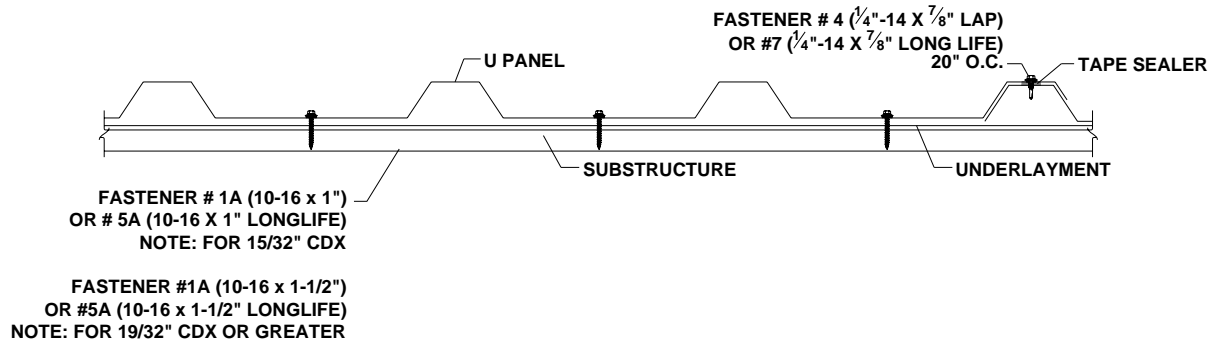 FASTENER # 4 (1/4"-14 X 7/8" LAP)
OR #7 (1/4"-14 X 7/8" LONG LIFE)
20" O.C.
U PANEL
TAPE SEALER
SUBSTRUCTURE
UNDERLAYMENT
FASTENER # 1A (10-16 x 1")
OR # 5A (10-16 X 1" LONGLIFE)
NOTE: FOR 15/32" CDX
FASTENER #1A (10-16 x 1-1/2")
OR #5A (10-16 x 1-1/2" LONGLIFE)
NOTE: FOR 19/32" CDX OR GREATER